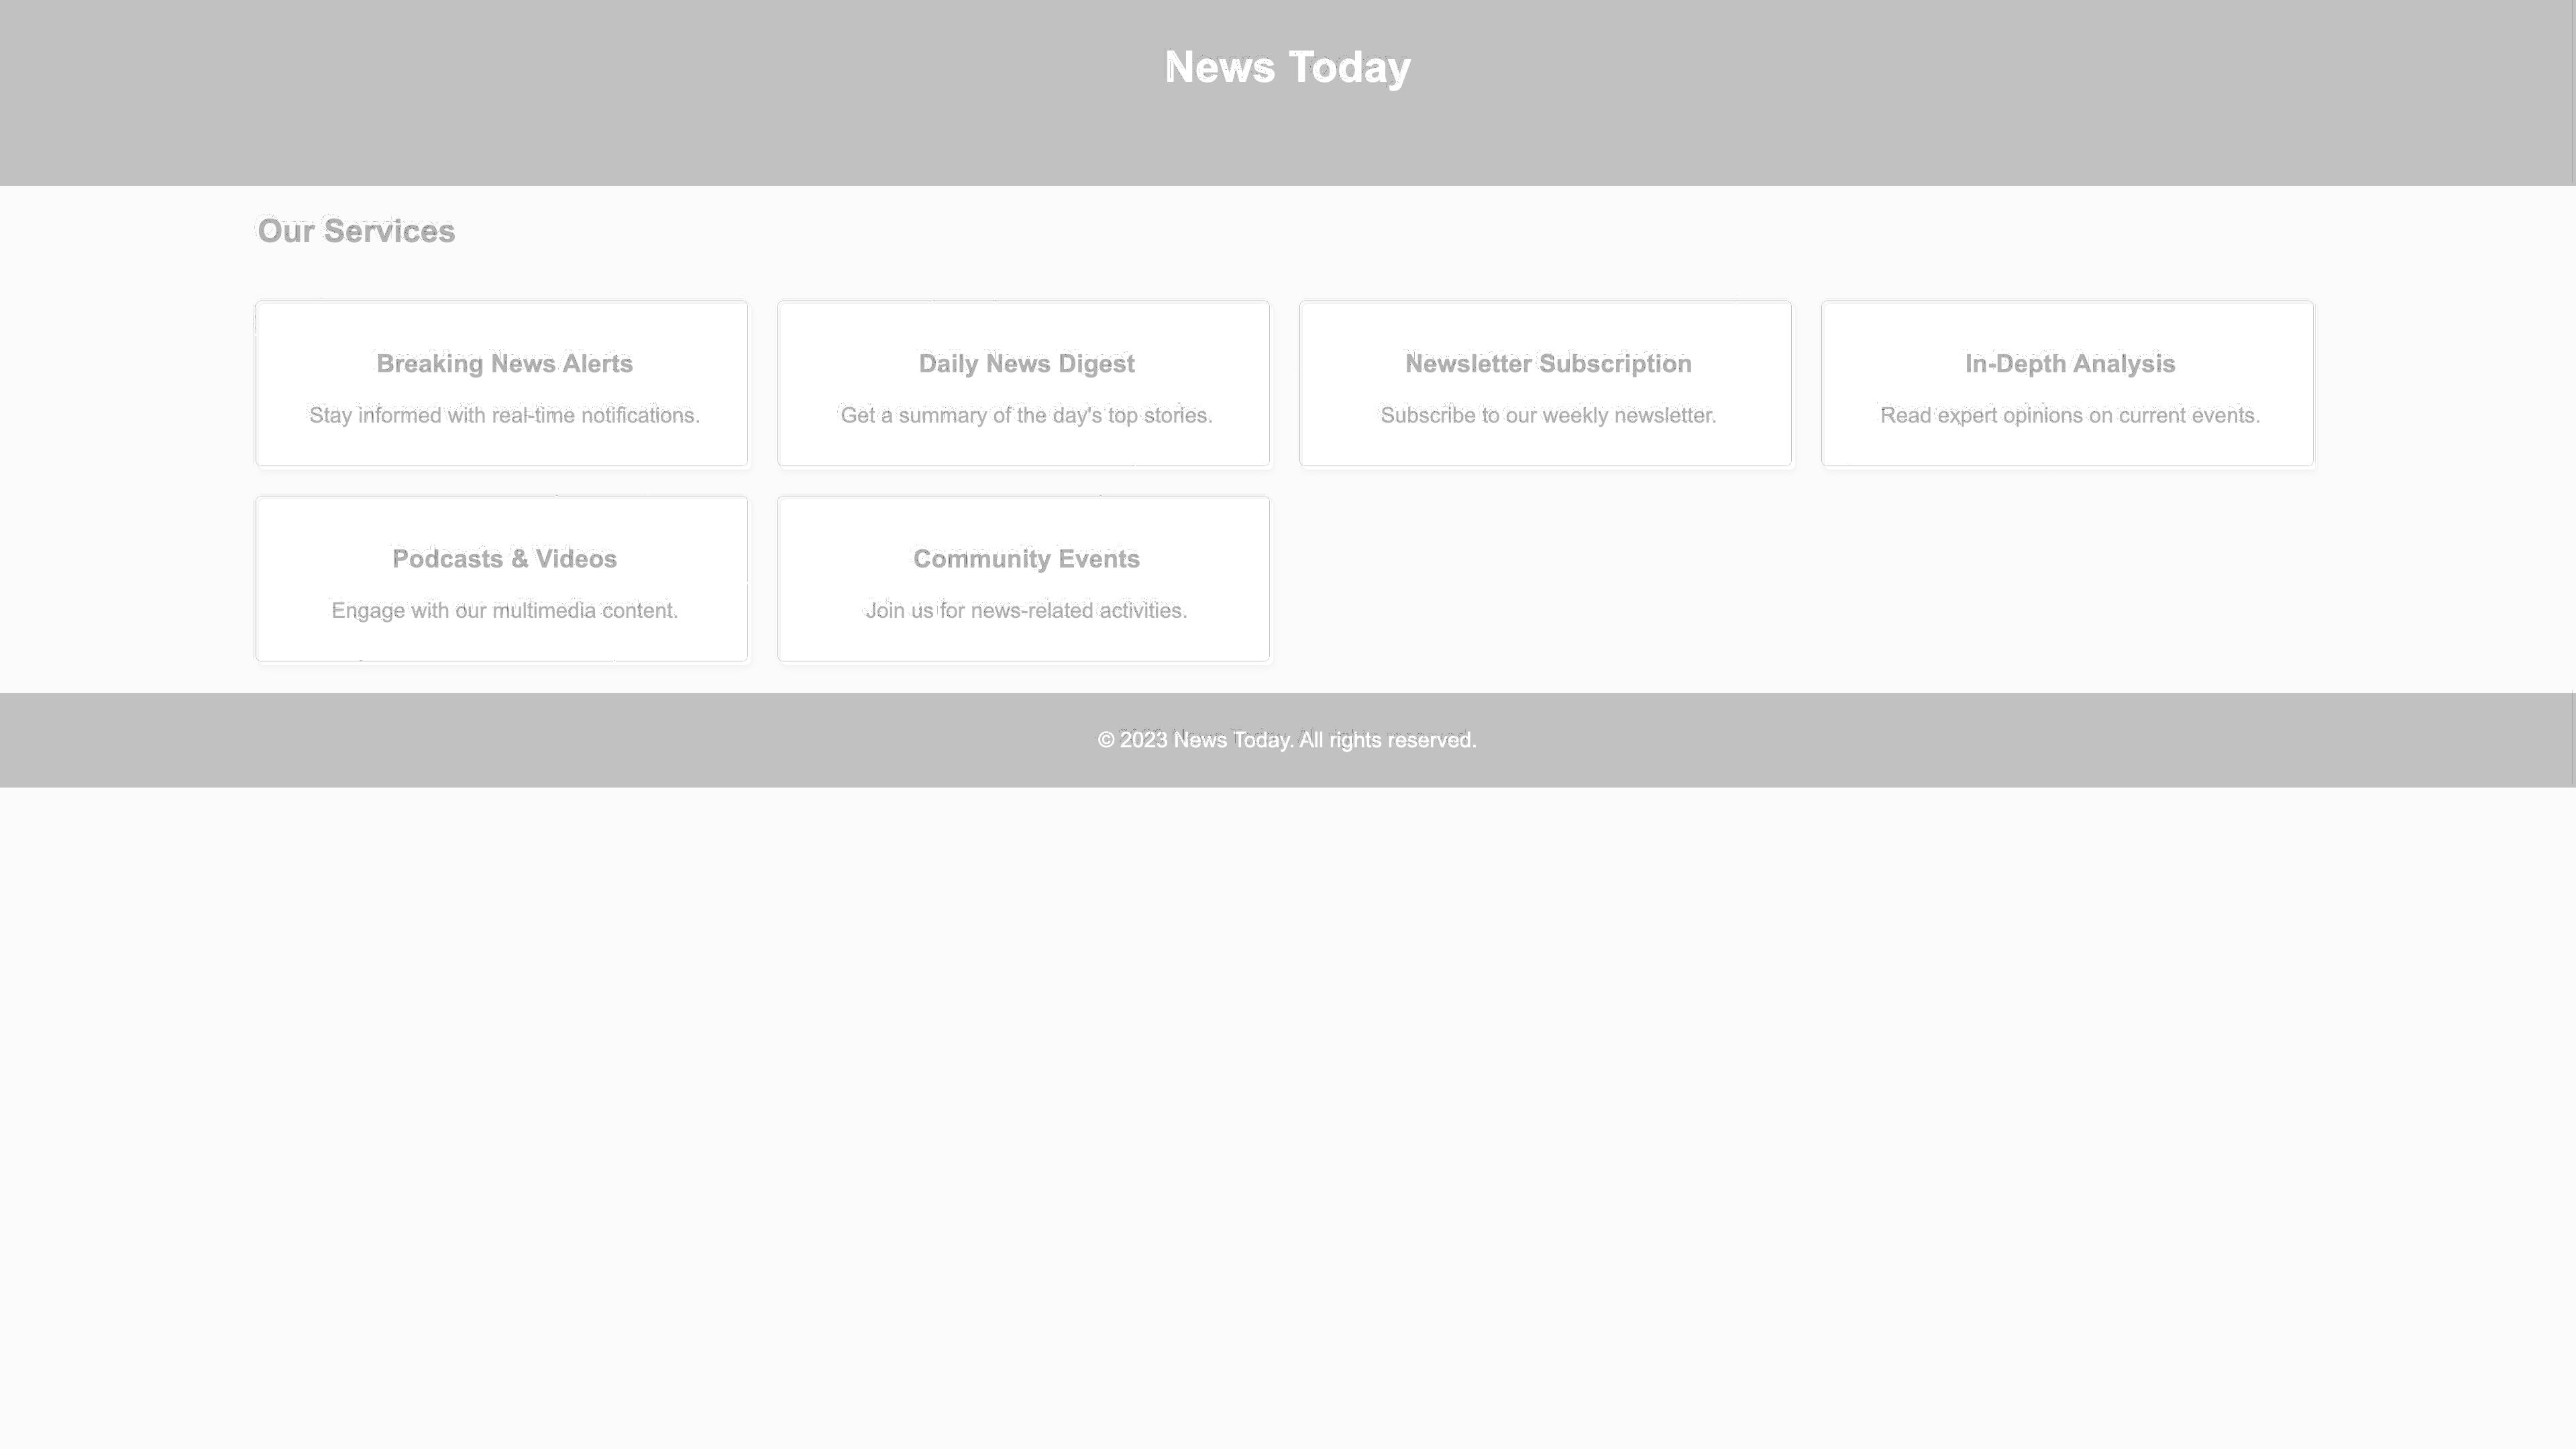 News Today
Our Services
Breaking News Alerts
Stay informed with real-time notifications.
Daily News Digest
Get a summary of the day's top stories.
Newsletter Subscription
Subscribe to our weekly newsletter.
In-Depth Analysis
Read expert opinions on current events.
Podcasts & Videos
Engage with our multimedia content.
Community Events
Join us for news-related activities.
© 2023 News Today. All rights reserved.